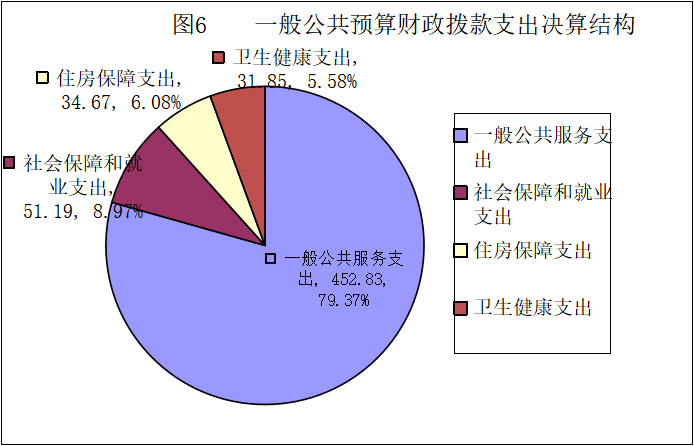 图6 一般公共预算财政拨款支出决算结构
卫生健康支出,
31.85, 5.58%
住房保障支出,
34.67, 6.08%
社会保障和就
业支出,
51.19, 8.97%
一般公共服务支
出, 452.83,
79.37%
一般公共服务支
出
社会保障和就业
支出
住房保障支出
卫生健康支出